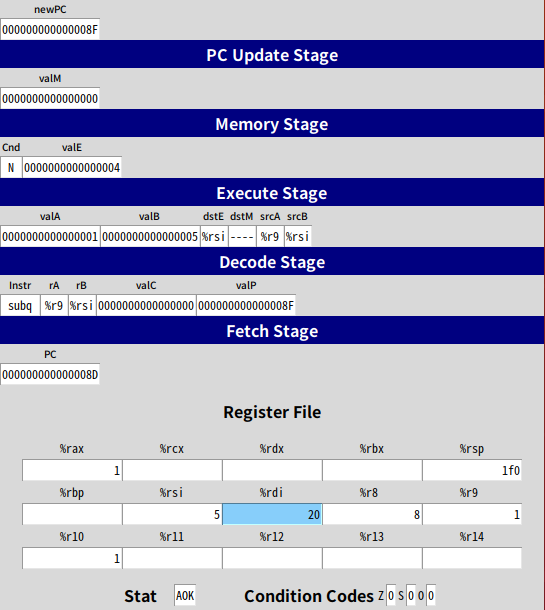 newPC
000000000000008F
PC Update Stage
valM
0000000000000000
Memory Stage
Cnd valE
N 0000000000000004
Execute Stage
valA valB dstE dstM srcA srcB
0000000000000001 0000000000000005 %rsi ---- %r9 %rsi
Decode Stage
Instr rA rB valC valP
subq %r9 %rsi 0000000000000000 000000000000008F
Fetch Stage
PC
000000000000008D
Register File
%rax %rcx %rdx %rbx %rsp
1 1f0
%rbp %rsi %rdi %r8 %r9
5 20 8 1
%r10 %r11 %r12 %r13 %r14
1
Stat AOK Condition Codes Z 0 S 0 O 0